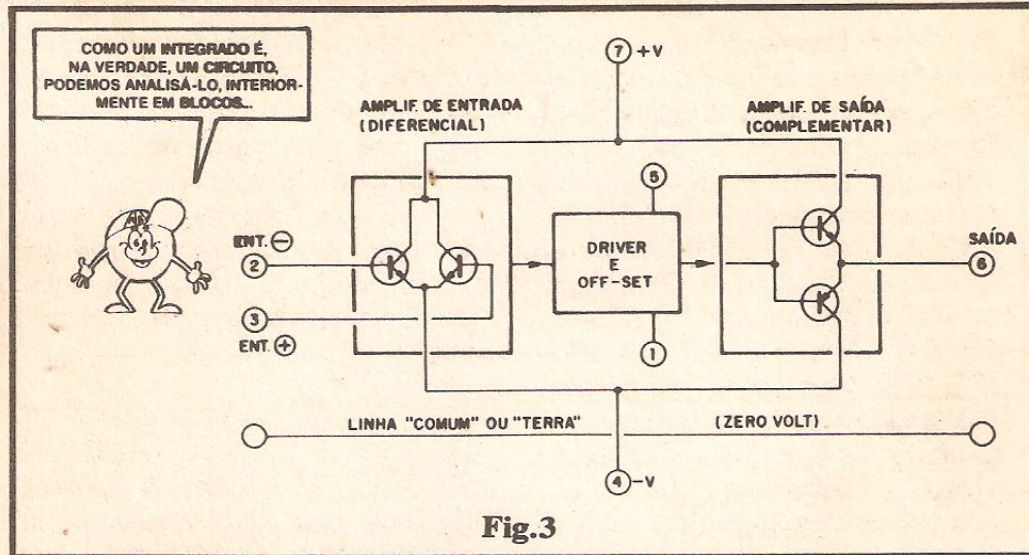 COMO UM INTEGRADO É,
NA VERDADE, UM CIRCUITO,
PODEMOS ANALISÁ-LO, INTERIOR-
MENTE EM BLOCOS...
7 +V
AMPLIF. DE ENTRADA
(DIFERENCIAL)
AMPLIF. DE SAÍDA
(COMPLEMENTAR)
5
ENT. -
2
DRIVER
E
OFF-SET
SAÍDA
6
3
ENT. +
1
LINHA "COMUM" OU "TERRA" (ZERO VOLT)
4 -V
Fig.3